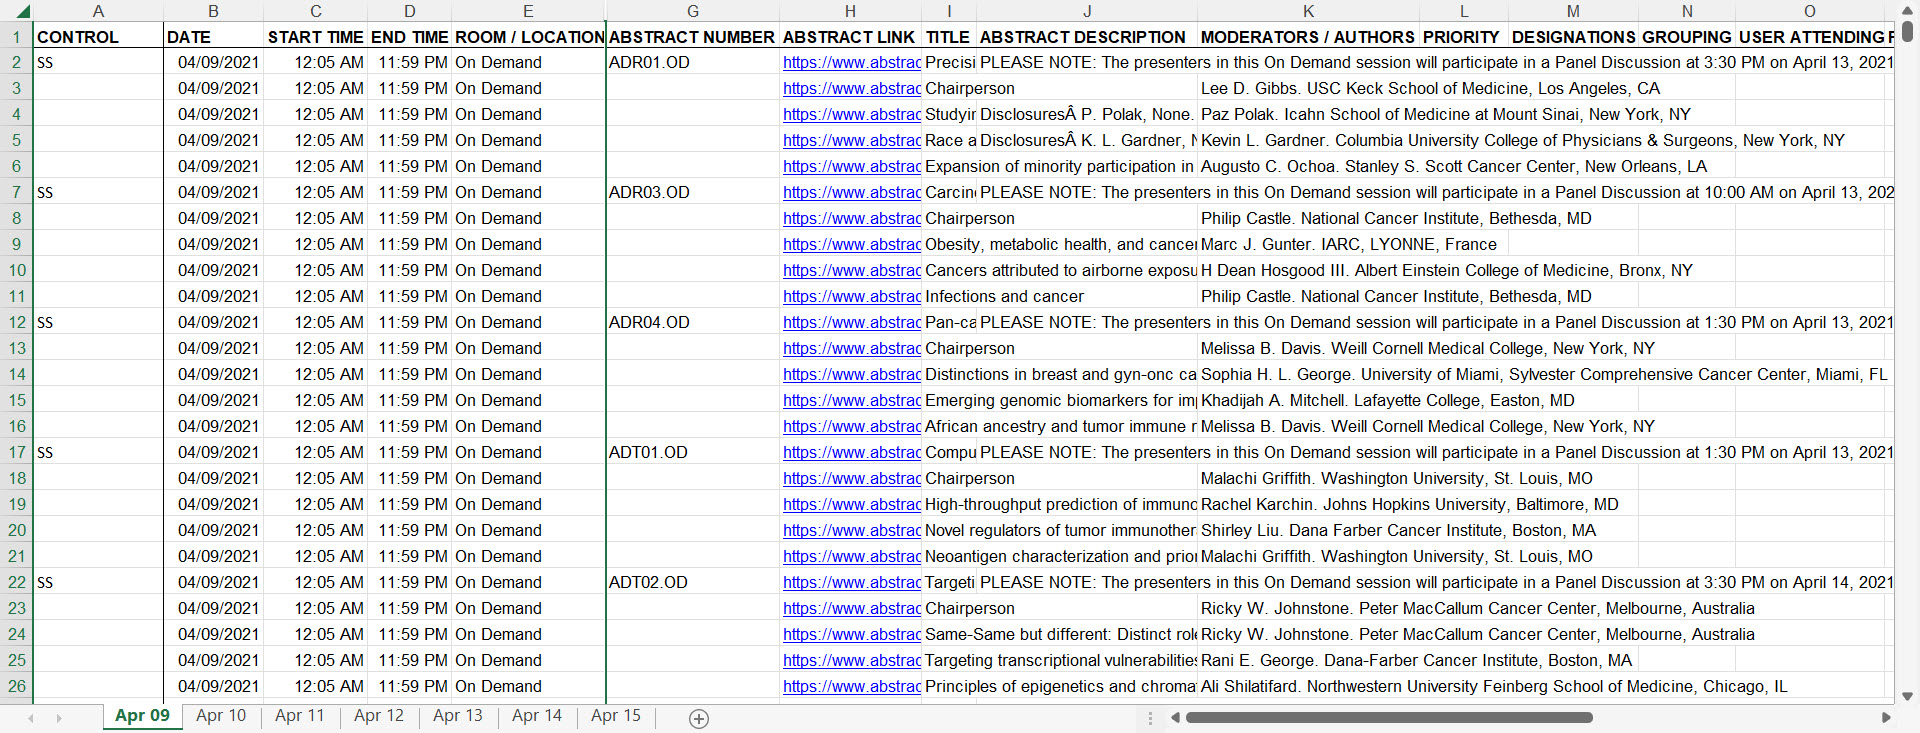 A B C D E G H I J K L M N O
1 CONTROL DATE START TIME END TIME ROOM / LOCATION ABSTRACT NUMBER ABSTRACT LINK TITLE ABSTRACT DESCRIPTION MODERATORS / AUTHORS PRIORITY DESIGNATIONS GROUPING USER ATTENDING
2 SS 04/09/2021 12:05 AM 11:59 PM On Demand ADR01.OD https://www.abstrac Precisi PLEASE NOTE: The presenters in this On Demand session will participate in a Panel Discussion at 3:30 PM on April 13, 2021
3 04/09/2021 12:05 AM 11:59 PM On Demand https://www.abstrac Chairperson Lee D. Gibbs. USC Keck School of Medicine, Los Angeles, CA
4 04/09/2021 12:05 AM 11:59 PM On Demand https://www.abstrac Studyin DisclosuresÂ P. Polak, None. Paz Polak. Icahn School of Medicine at Mount Sinai, New York, NY
5 04/09/2021 12:05 AM 11:59 PM On Demand https://www.abstrac Race a DisclosuresÂ K. L. Gardner, N Kevin L. Gardner. Columbia University College of Physicians & Surgeons, New York, NY
6 04/09/2021 12:05 AM 11:59 PM On Demand https://www.abstrac Expansion of minority participation in Augusto C. Ochoa. Stanley S. Scott Cancer Center, New Orleans, LA
7 SS 04/09/2021 12:05 AM 11:59 PM On Demand ADR03.OD https://www.abstrac Carcin PLEASE NOTE: The presenters in this On Demand session will participate in a Panel Discussion at 10:00 AM on April 13, 202
8 04/09/2021 12:05 AM 11:59 PM On Demand https://www.abstrac Chairperson Philip Castle. National Cancer Institute, Bethesda, MD
9 04/09/2021 12:05 AM 11:59 PM On Demand https://www.abstrac Obesity, metabolic health, and cancer Marc J. Gunter. IARC, LYONNE, France
10 04/09/2021 12:05 AM 11:59 PM On Demand https://www.abstrac Cancers attributed to airborne exposu H Dean Hosgood III. Albert Einstein College of Medicine, Bronx, NY
11 04/09/2021 12:05 AM 11:59 PM On Demand https://www.abstrac Infections and cancer Philip Castle. National Cancer Institute, Bethesda, MD
12 SS 04/09/2021 12:05 AM 11:59 PM On Demand ADR04.OD https://www.abstrac Pan-ca PLEASE NOTE: The presenters in this On Demand session will participate in a Panel Discussion at 1:30 PM on April 13, 2021
13 04/09/2021 12:05 AM 11:59 PM On Demand https://www.abstrac Chairperson Melissa B. Davis. Weill Cornell Medical College, New York, NY
14 04/09/2021 12:05 AM 11:59 PM On Demand https://www.abstrac Distinctions in breast and gyn-onc ca Sophia H. L. George. University of Miami, Sylvester Comprehensive Cancer Center, Miami, FL
15 04/09/2021 12:05 AM 11:59 PM On Demand https://www.abstrac Emerging genomic biomarkers for im Khadijah A. Mitchell. Lafayette College, Easton, MD
16 04/09/2021 12:05 AM 11:59 PM On Demand https://www.abstrac African ancestry and tumor immune r Melissa B. Davis. Weill Cornell Medical College, New York, NY
17 SS 04/09/2021 12:05 AM 11:59 PM On Demand ADT01.OD https://www.abstrac Compu PLEASE NOTE: The presenters in this On Demand session will participate in a Panel Discussion at 1:30 PM on April 13, 2021
18 04/09/2021 12:05 AM 11:59 PM On Demand https://www.abstrac Chairperson Malachi Griffith. Washington University, St. Louis, MO
19 04/09/2021 12:05 AM 11:59 PM On Demand https://www.abstrac High-throughput prediction of immuno Rachel Karchin. Johns Hopkins University, Baltimore, MD
20 04/09/2021 12:05 AM 11:59 PM On Demand https://www.abstrac Novel regulators of tumor immunother Shirley Liu. Dana Farber Cancer Institute, Boston, MA
21 04/09/2021 12:05 AM 11:59 PM On Demand https://www.abstrac Neoantigen characterization and prior Malachi Griffith. Washington University, St. Louis, MO
22 SS 04/09/2021 12:05 AM 11:59 PM On Demand ADT02.OD https://www.abstrac Targeti PLEASE NOTE: The presenters in this On Demand session will participate in a Panel Discussion at 3:30 PM on April 14, 2021
23 04/09/2021 12:05 AM 11:59 PM On Demand https://www.abstrac Chairperson Ricky W. Johnstone. Peter MacCallum Cancer Center, Melbourne, Australia
24 04/09/2021 12:05 AM 11:59 PM On Demand https://www.abstrac Same-Same but different: Distinct role Ricky W. Johnstone. Peter MacCallum Cancer Center, Melbourne, Australia
25 04/09/2021 12:05 AM 11:59 PM On Demand https://www.abstrac Targeting transcriptional vulnerabilities Rani E. George. Dana-Farber Cancer Institute, Boston, MA
26 04/09/2021 12:05 AM 11:59 PM On Demand https://www.abstrac Principles of epigenetics and chroma Ali Shilatifard. Northwestern University Feinberg School of Medicine, Chicago, IL
Apr 09 Apr 10 Apr 11 Apr 12 Apr 13 Apr 14 Apr 15